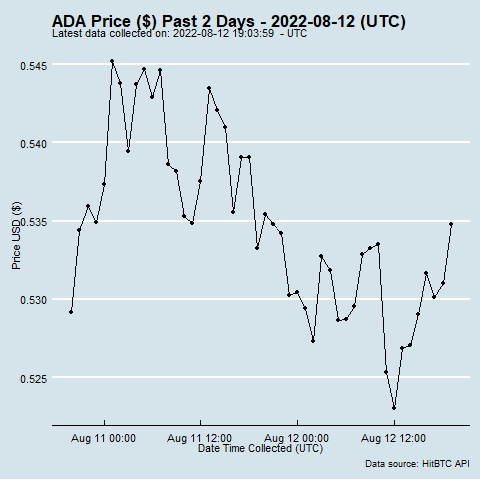 ADA Price ($) Past 2 Days - 2022-08-12 (UTC)
Latest data collected on: 2022-08-12 19:03:59  - UTC
0.545
0.540
0.535
0.530
0.525
Price USD ($)
Aug 11 00:00
Aug 11 12:00
Aug 12 00:00
Aug 12 12:00
Date Time Collected (UTC)
Data source: HitBTC API